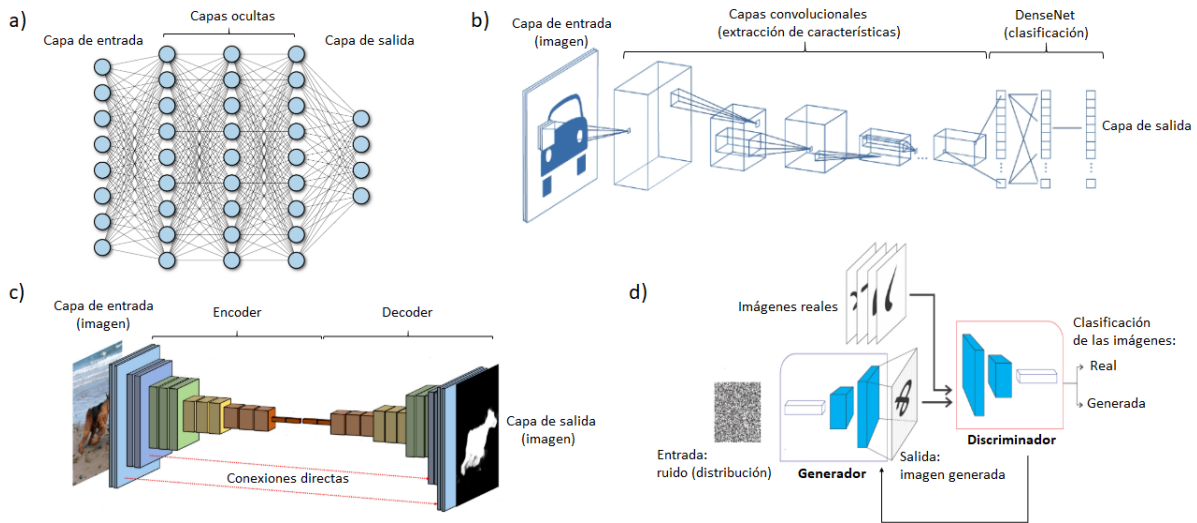 a)
Capas ocultas
Capa de entrada
Capa de salida
b)
Capa de entrada
(imagen)
Capas convolucionales
(extracción de características)
DenseNet
(clasificación)
Capa de salida
c)
Capa de entrada
(imagen)
Encoder
Decoder
Capa de salida
(imagen)
Conexiones directas
d)
Imágenes reales
Clasificación
de las imágenes:
Real
Generada
Discriminador
Entrada:
ruido (distribución)
Generador
Salida:
imagen generada